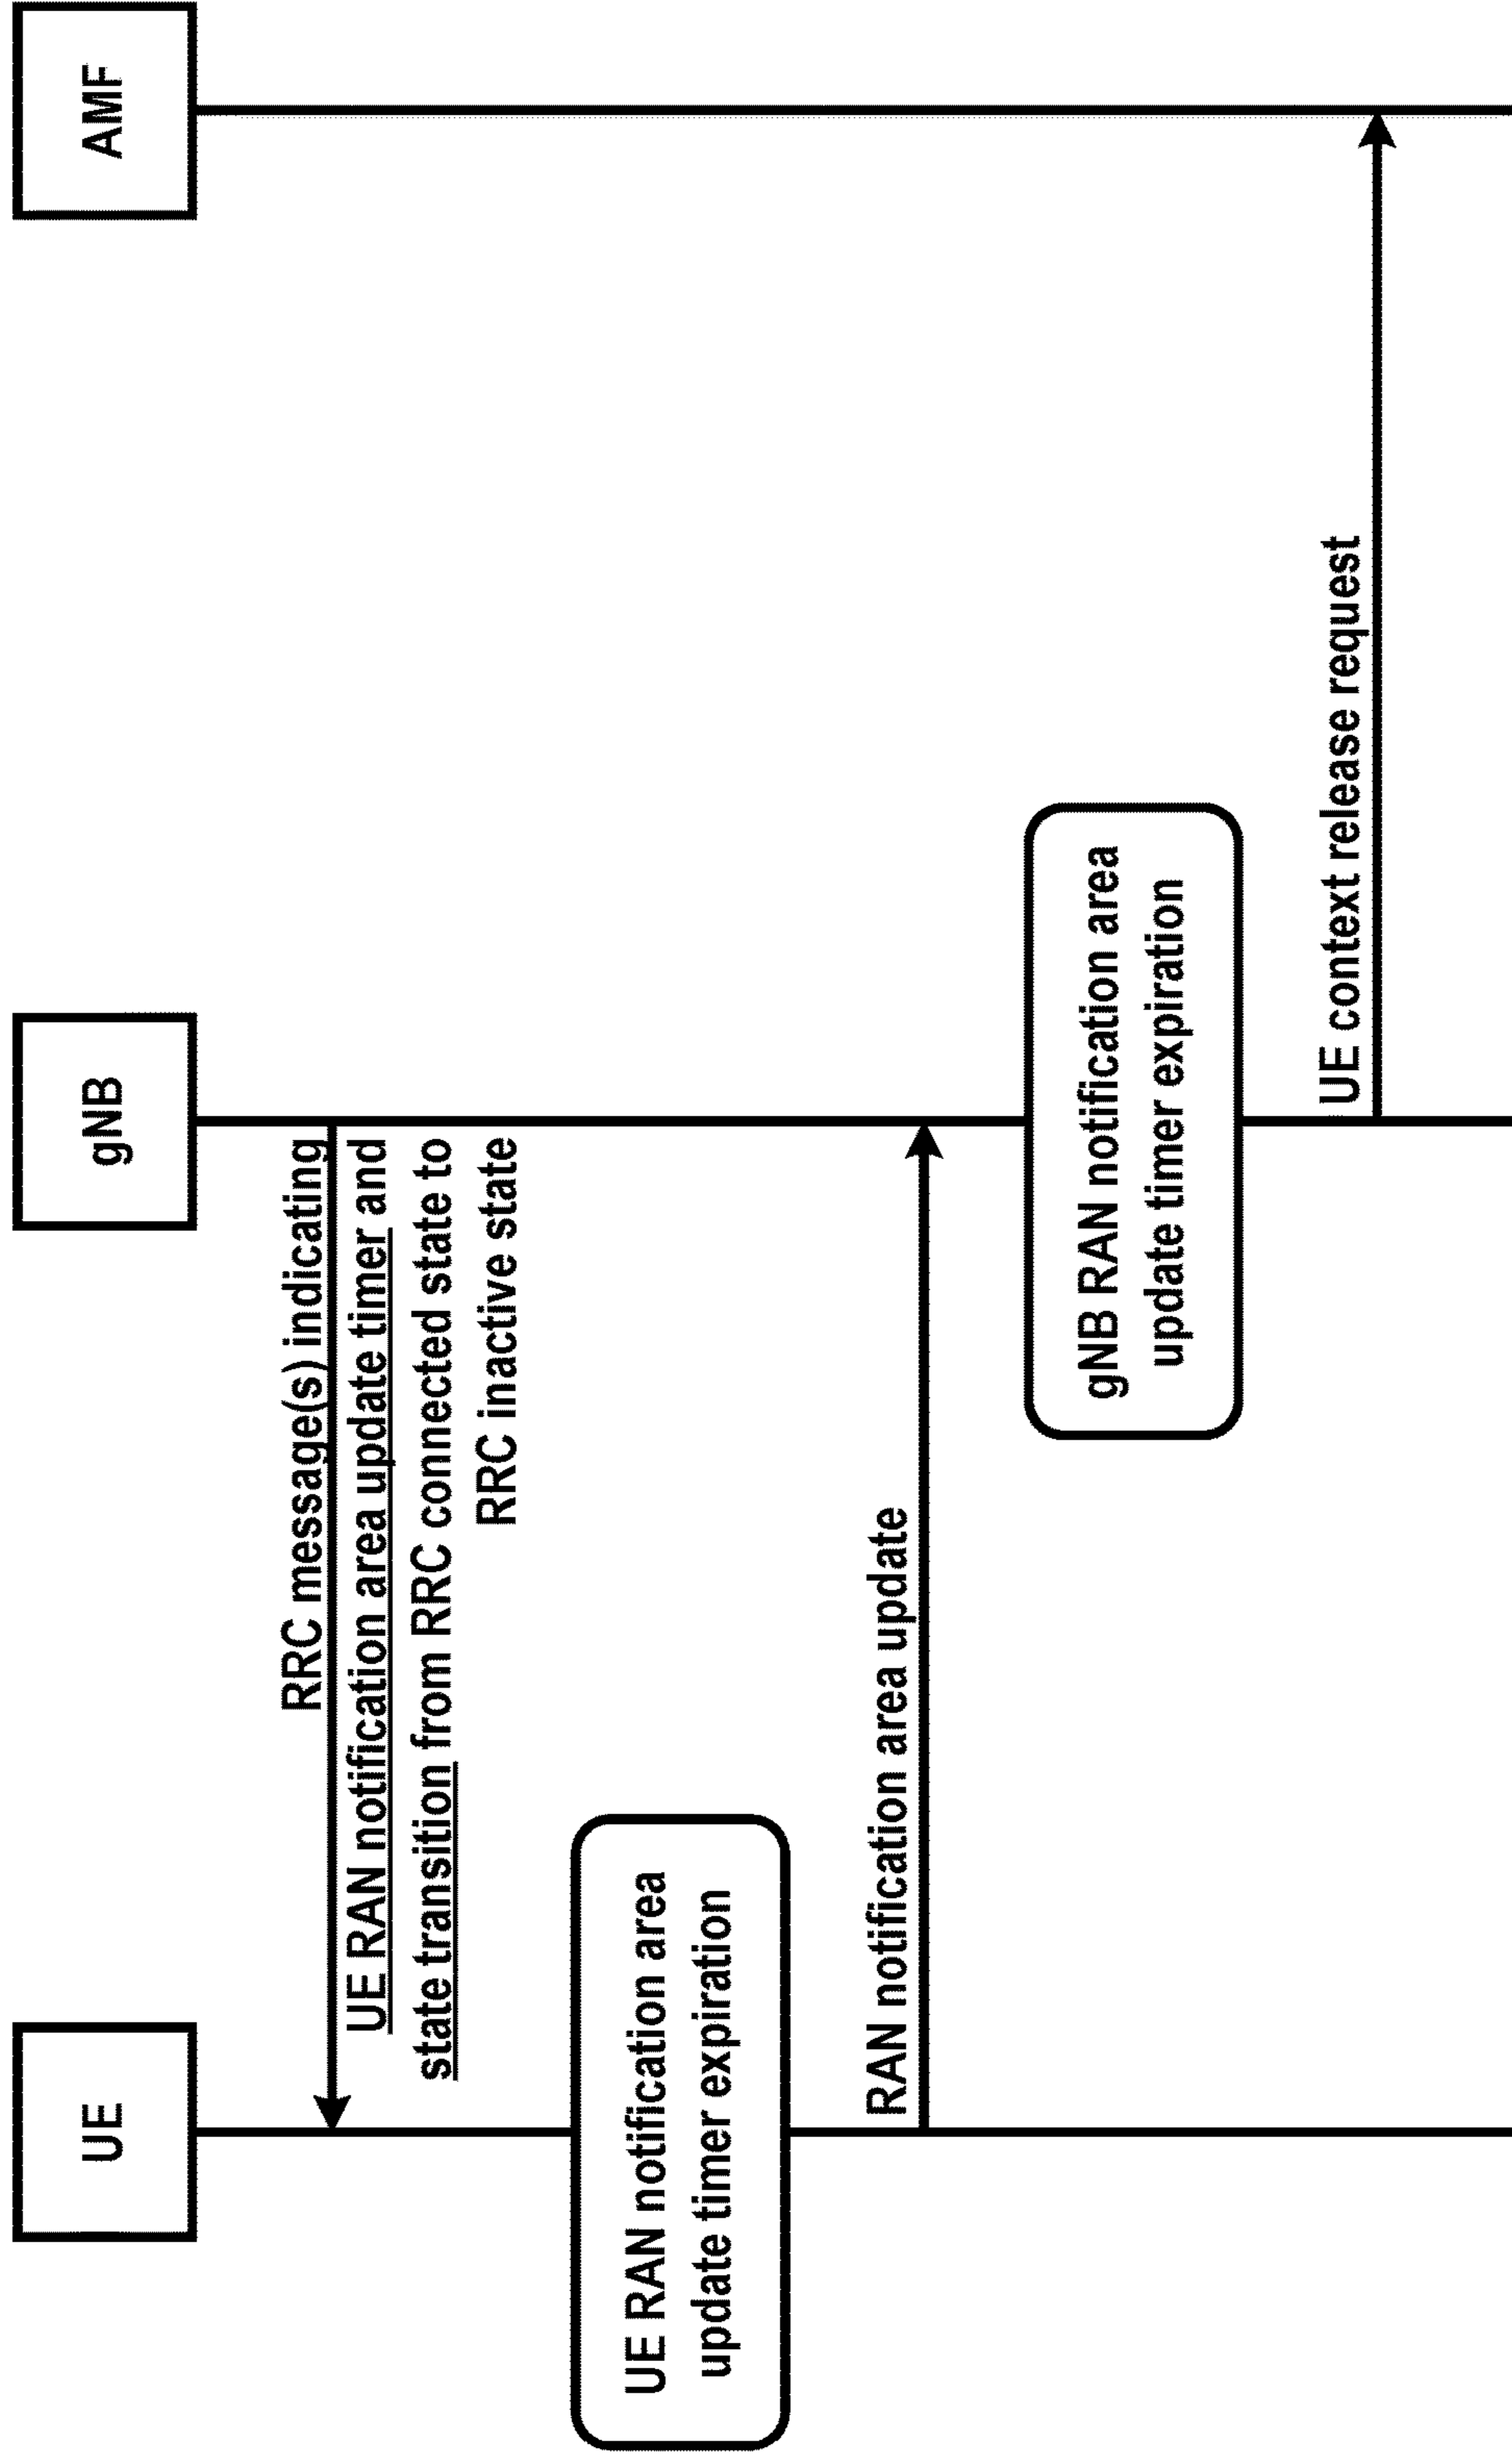 UE
gNB
AMF
RRC message(s) indicating
UE RAN notification area update timer and
state transition from RRC connected state to
RRC inactive state
UE RAN notification area
update timer expiration
RAN notification area update
gNB RAN notification area
update timer expiration
UE context release request